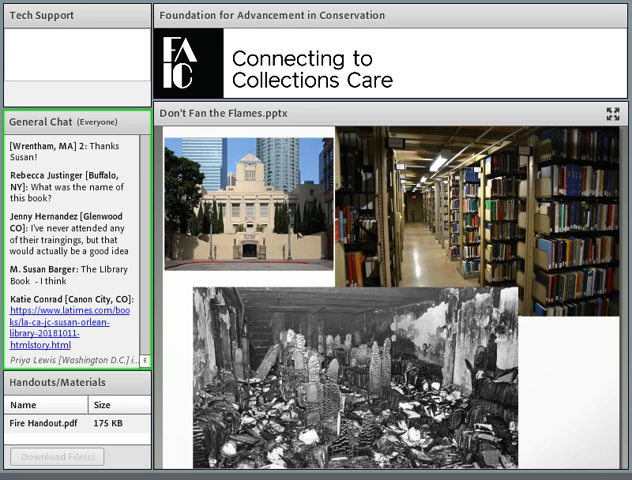 Tech Support
General Chat (Everyone)
[Wrentham, MA] 2: Thanks
Susan!
Rebecca Justinger [Buffalo,
NY]: What was the name of
this book?
Jenny Hernandez [Glenwood
CO]: I've never attended any
of their traingings, but that
would actually be a good idea
M. Susan Barger: The LIbrary
Book - I think
Katie Conrad [Canon City, CO]:
https://www.latimes.com/boo
ks/la-ca-jc-susan-orlean-
library-20181011-
htmlstory.html
Priya Lewis [Washington D.C.] i...
Handouts/Materials
Name Size
Fire Handout.pdf 175 KB
Download File(s)
Foundation for Advancement in Conservation
FAIC
Connecting to
Collections Care
Don't Fan the Flames.pptx